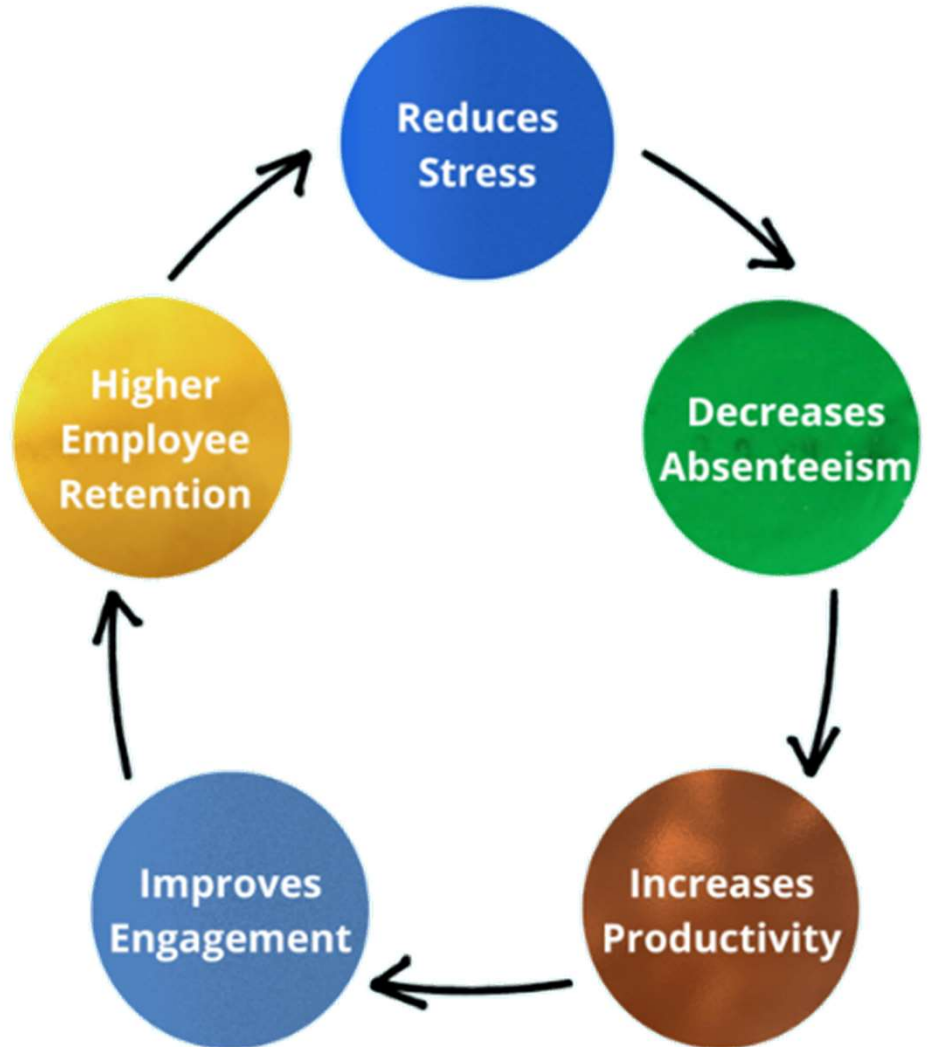 Reduces
Stress
Decreases
Absenteeism
Increases
Productivity
Improves
Engagement
Higher
Employee
Retention